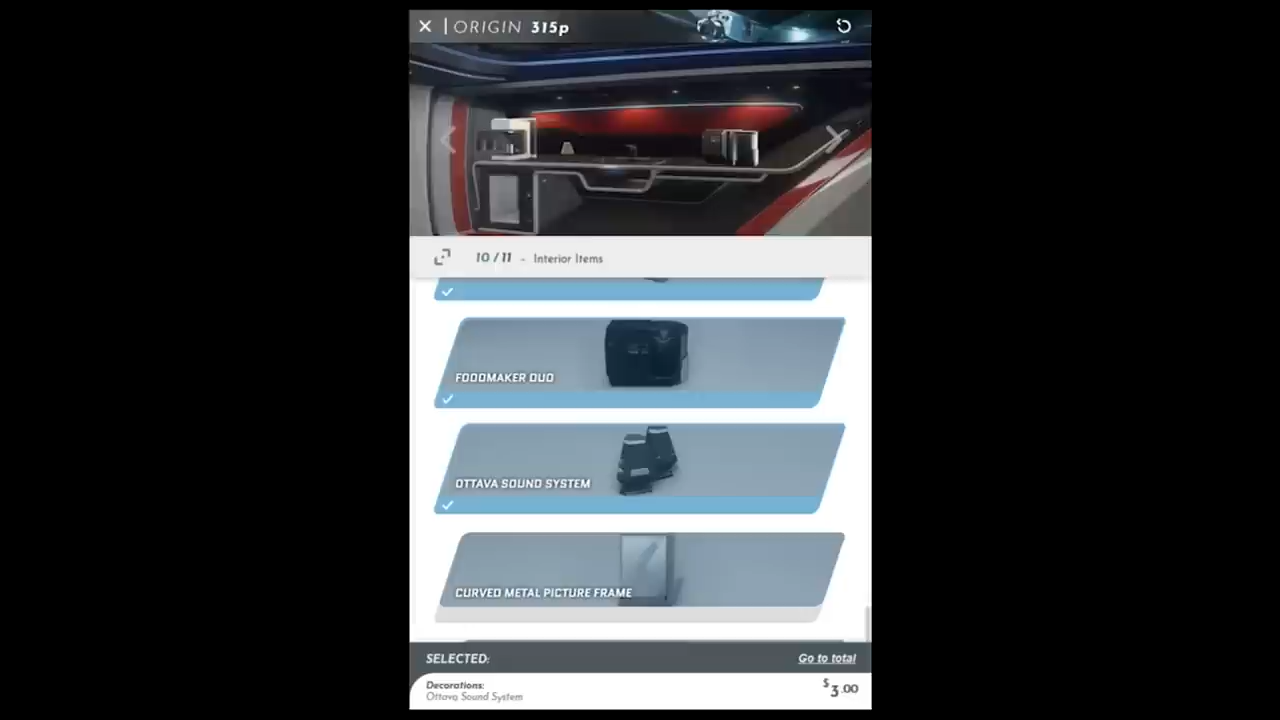 ORIGIN 315p
10 / 11 - Interior Items
FOODMAKER DUO
OTTAVA SOUND SYSTEM
CURVED METAL PICTURE FRAME
SELECTED:
Go to total
Decorations:
Ottava Sound System
$3.00